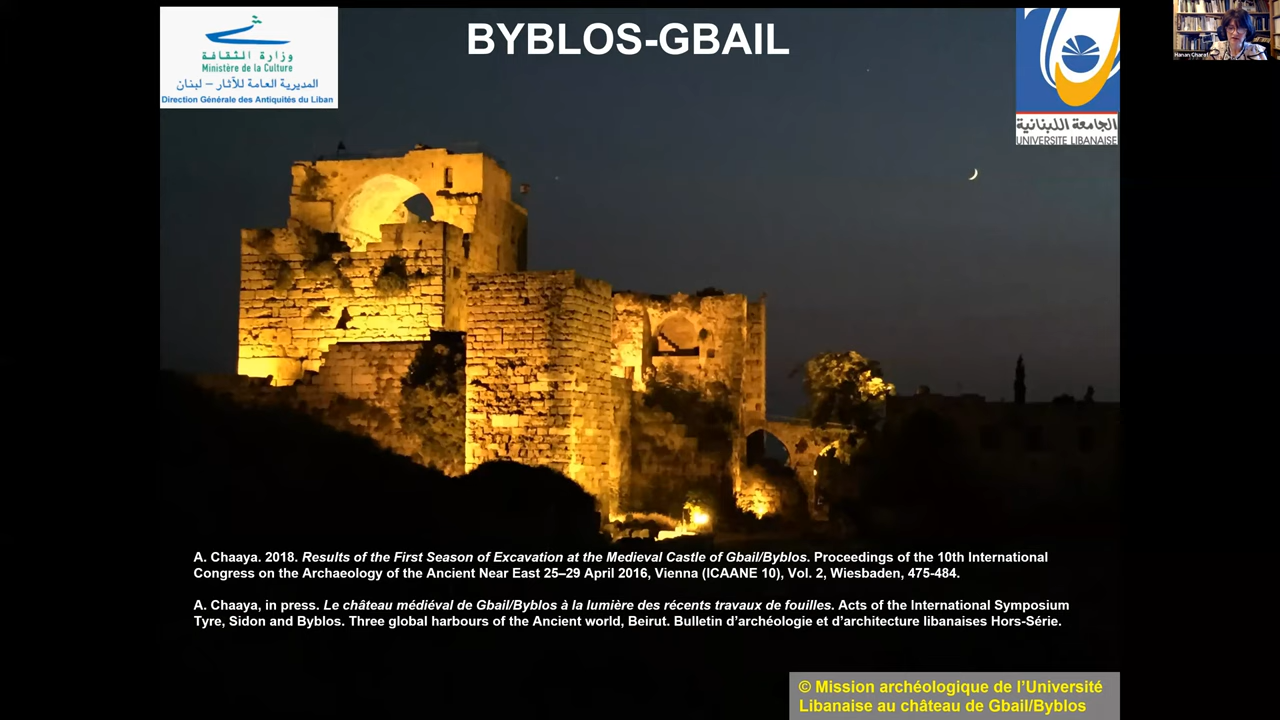 وزارة الثقافة
Ministère de la Culture
المديرية العامة للآثار – لبنان
Direction Générale des Antiquités du Liban
BYBLOS-GBAIL
الجامعة اللبنانية
UNIVERSITE LIBANAISE
Hanan Charaf
A. Chaaya. 2018. Results of the First Season of Excavation at the Medieval Castle of Gbail/Byblos. Proceedings of the 10th International
Congress on the Archaeology of the Ancient Near East 25–29 April 2016, Vienna (ICAANE 10), Vol. 2, Wiesbaden, 475-484.
A. Chaaya, in press. Le château médiéval de Gbail/Byblos à la lumière des récents travaux de fouilles. Acts of the International Symposium
Tyre, Sidon and Byblos. Three global harbours of the Ancient world, Beirut. Bulletin d’archéologie et d’architecture libanaises Hors-Série.
© Mission archéologique de l’Université
Libanaise au château de Gbail/Byblos